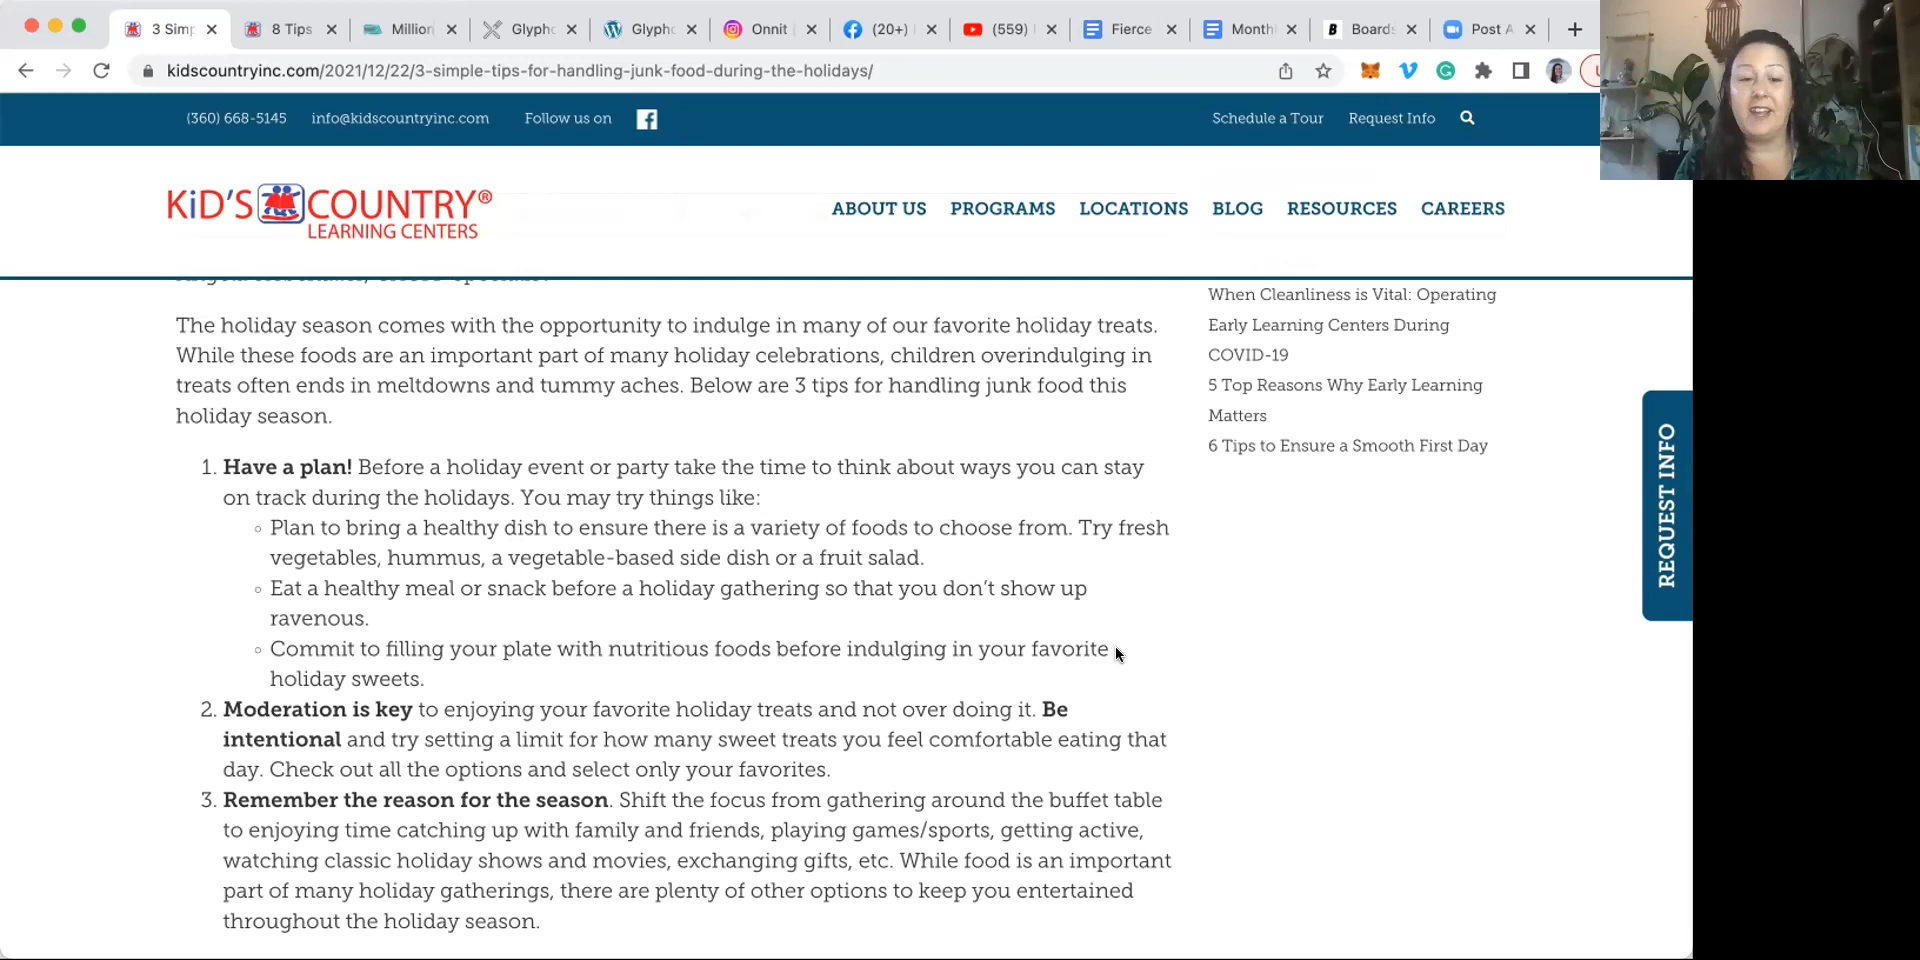 3 Simp
8 Tips
Million
Glypho
Glypho
Onnit
(20+)
(559)
Fierce
Month
Boards
Post A
kidscountryinc.com/2021/12/22/3-simple-tips-for-handling-junk-food-during-the-holidays/
(360) 668-5145 info@kidscountryinc.com Follow us on
Schedule a Tour Request Info
KiD'S COUNTRY®
LEARNING CENTERS
ABOUT US PROGRAMS LOCATIONS BLOG RESOURCES CAREERS
The holiday season comes with the opportunity to indulge in many of our favorite holiday treats.
While these foods are an important part of many holiday celebrations, children overindulging in
treats often ends in meltdowns and tummy aches. Below are 3 tips for handling junk food this
holiday season.
1. Have a plan! Before a holiday event or party take the time to think about ways you can stay
on track during the holidays. You may try things like:
◦ Plan to bring a healthy dish to ensure there is a variety of foods to choose from. Try fresh
vegetables, hummus, a vegetable-based side dish or a fruit salad.
◦ Eat a healthy meal or snack before a holiday gathering so that you don't show up
ravenous.
◦ Commit to filling your plate with nutritious foods before indulging in your favorite
holiday sweets.
2. Moderation is key to enjoying your favorite holiday treats and not over doing it. Be
intentional and try setting a limit for how many sweet treats you feel comfortable eating that
day. Check out all the options and select only your favorites.
3. Remember the reason for the season. Shift the focus from gathering around the buffet table
to enjoying time catching up with family and friends, playing games/sports, getting active,
watching classic holiday shows and movies, exchanging gifts, etc. While food is an important
part of many holiday gatherings, there are plenty of other options to keep you entertained
throughout the holiday season.
When Cleanliness is Vital: Operating
Early Learning Centers During
COVID-19
5 Top Reasons Why Early Learning
Matters
6 Tips to Ensure a Smooth First Day
REQUEST INFO